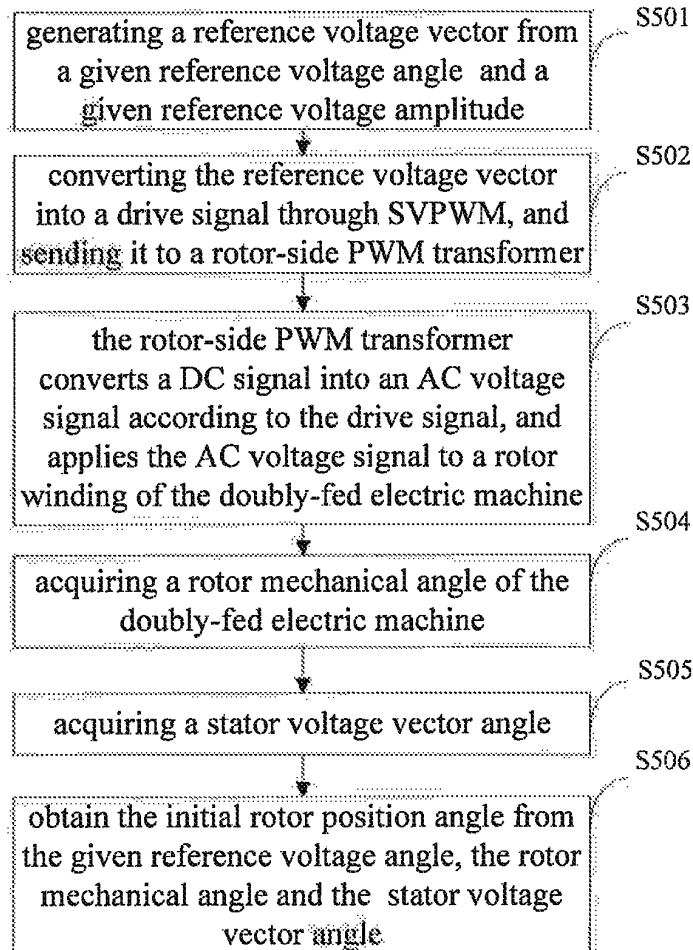 generating a reference voltage vector from
a given reference voltage angle and a
given reference voltage amplitude
S501
converting the reference voltage vector
into a drive signal through SVPWM, and
sending it to a rotor-side PWM transformer
S502
the rotor-side PWM transformer
converts a DC signal into an AC voltage
signal according to the drive signal, and
applies the AC voltage signal to a rotor
winding of the doubly-fed electric machine
S503
acquiring a rotor mechanical angle of the
doubly-fed electric machine
S504
acquiring a stator voltage vector angle
S505
obtain the initial rotor position angle from
the given reference voltage angle, the rotor
mechanical angle and the stator voltage
vector angle
S506